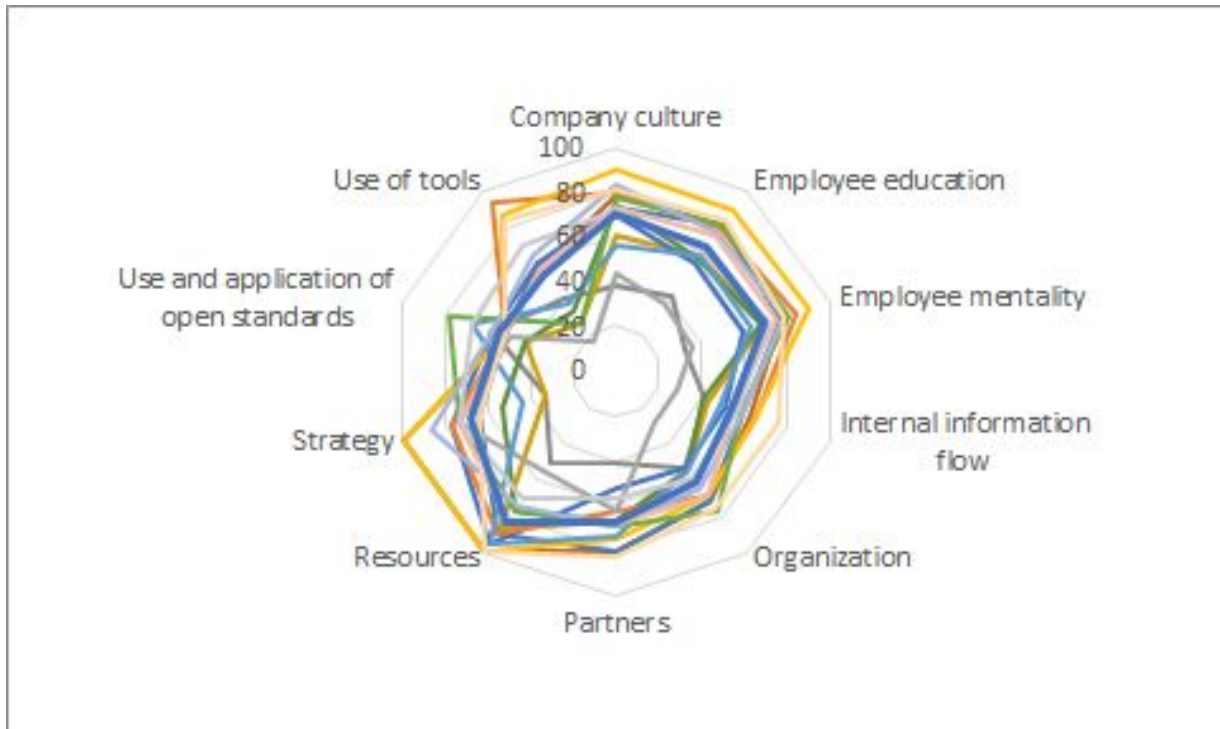 Company culture
100
80
60
40
20
0
Employee education
Employee mentality
Internal information
flow
Organization
Partners
Resources
Strategy
Use and application of
open standards
Use of tools